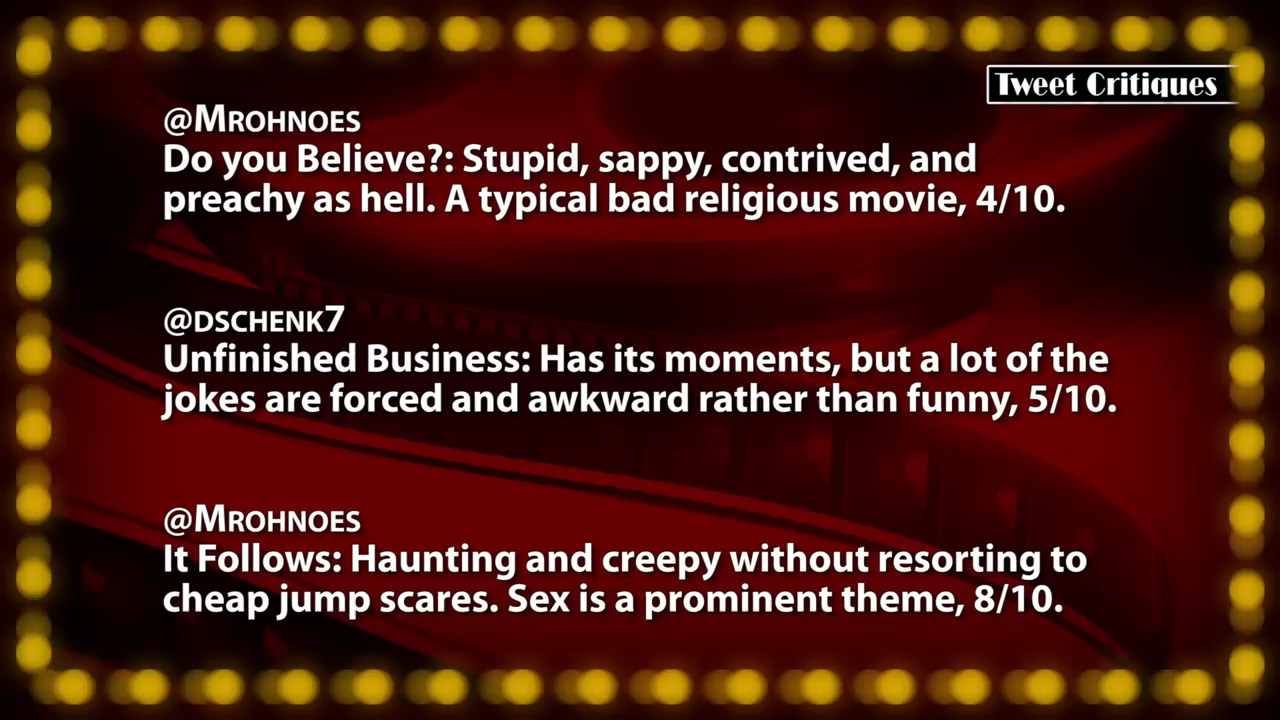 Tweet Critiques
@Mrohnoes
Do you Believe?: Stupid, sappy, contrived, and
preachy as hell. A typical bad religious movie, 4/10.
@dschenk7
Unfinished Business: Has its moments, but a lot of the
jokes are forced and awkward rather than funny, 5/10.
@Mrohnoes
It Follows: Haunting and creepy without resorting to
cheap jump scares. Sex is a prominent theme, 8/10.